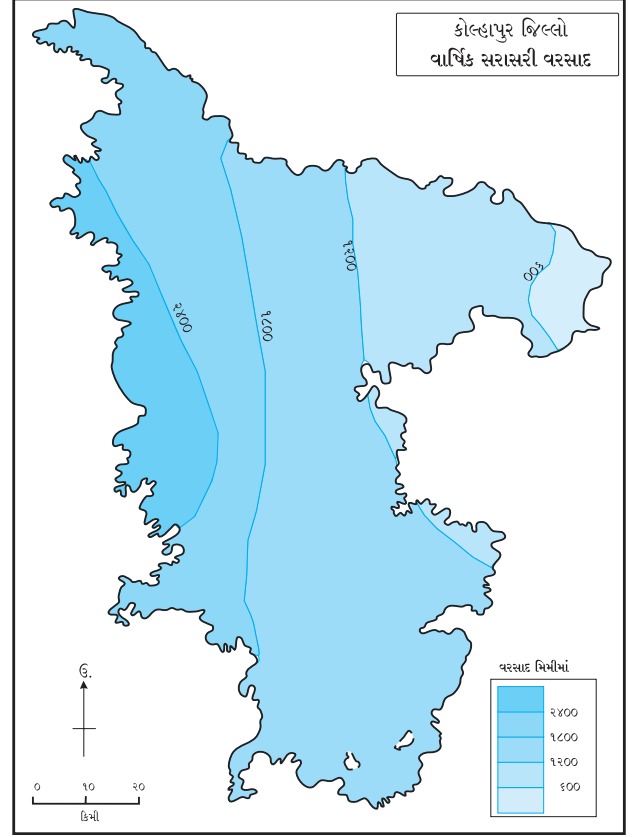 કોલ્હાપુર જિલ્લો
વાર્ષિક સરાસરી વરસાદ
૨૪૦૦
૧૮૦૦
૧૨૦૦
૬૦૦
ઉ.
૦ ૧૦ ૨૦
કિમી
વરસાદ મિમીમાં
૨૪૦૦
૧૮૦૦
૧૨૦૦
૬૦૦